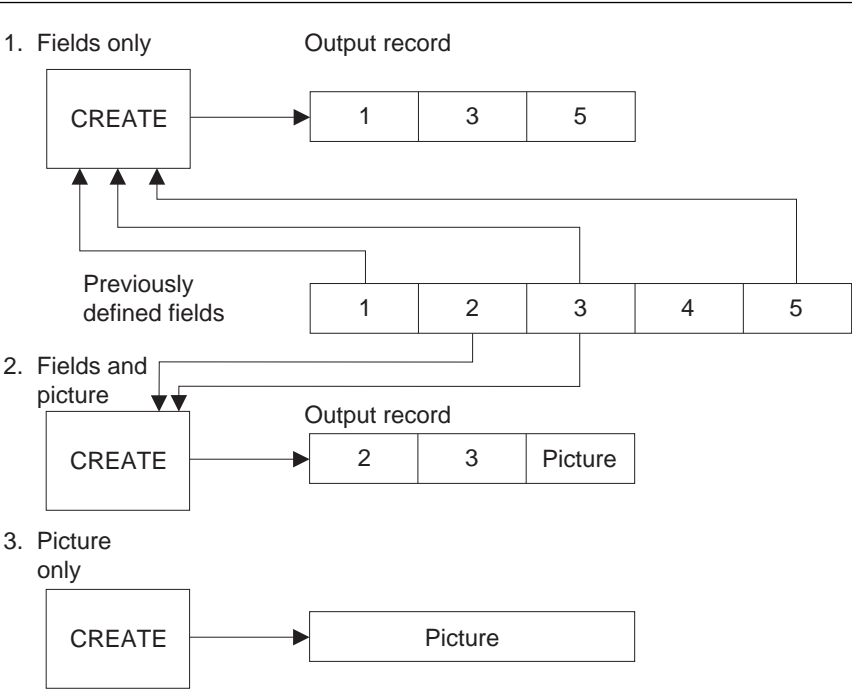 1. Fields only
Output record
CREATE
1 3 5
Previously
defined fields
1 2 3 4 5
2. Fields and
picture
Output record
CREATE
2 3 Picture
3. Picture
only
CREATE
Picture